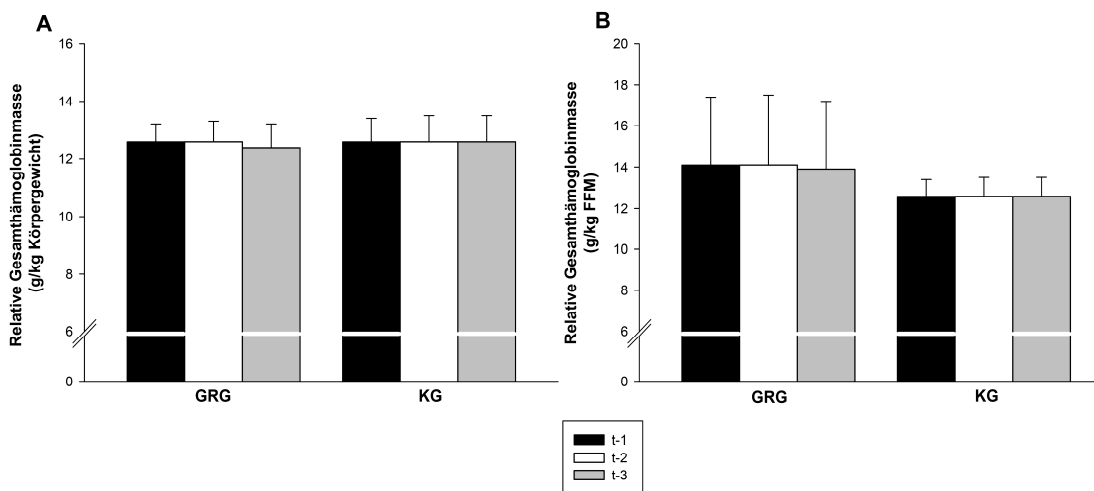 A
Relative Gesamthämoglobinmasse
(g/kg Körpergewicht)
16
14
12
10
8
6
0
GRG
KG
B
Relative Gesamthämoglobinmasse
(g/kg FFM)
20
18
16
14
12
10
8
6
0
GRG
KG
t-1
t-2
t-3